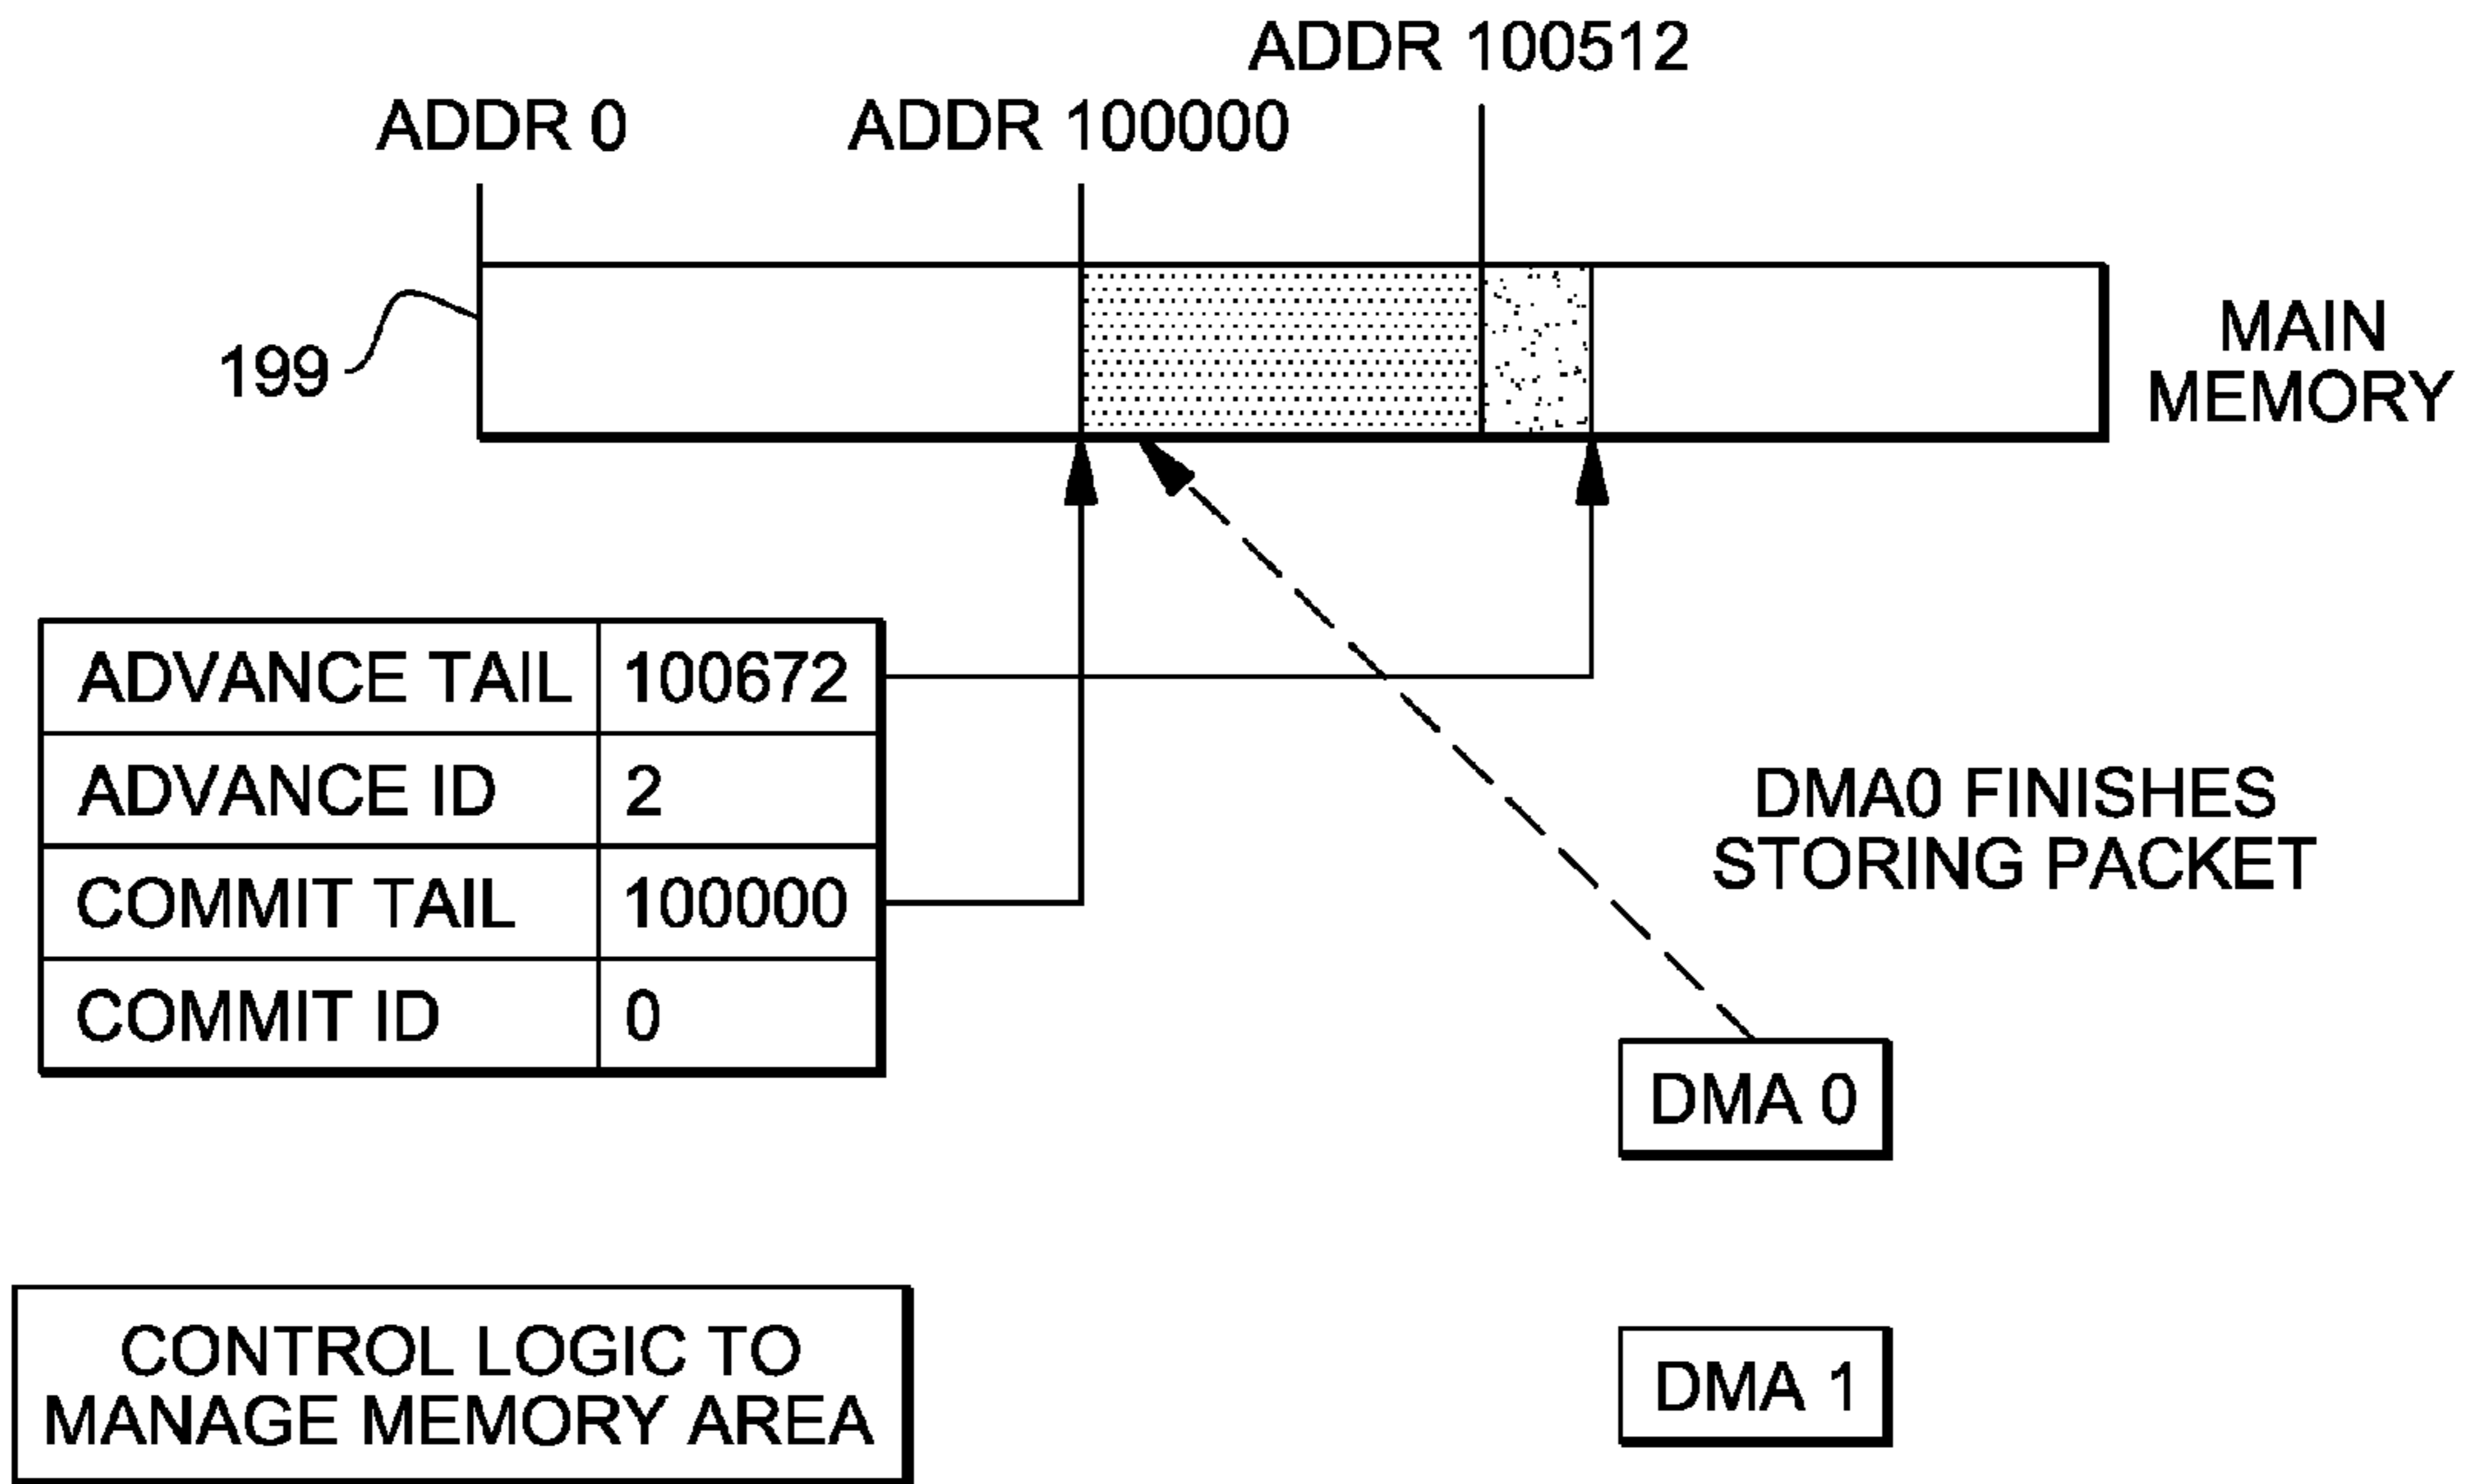 ADDR 100512
ADDR 0
ADDR 100000
199
MAIN
MEMORY
ADVANCE TAIL 100672
ADVANCE ID 2
COMMIT TAIL 100000
COMMIT ID 0
DMA0 FINISHES
STORING PACKET
DMA 0
CONTROL LOGIC TO
MANAGE MEMORY AREA
DMA 1